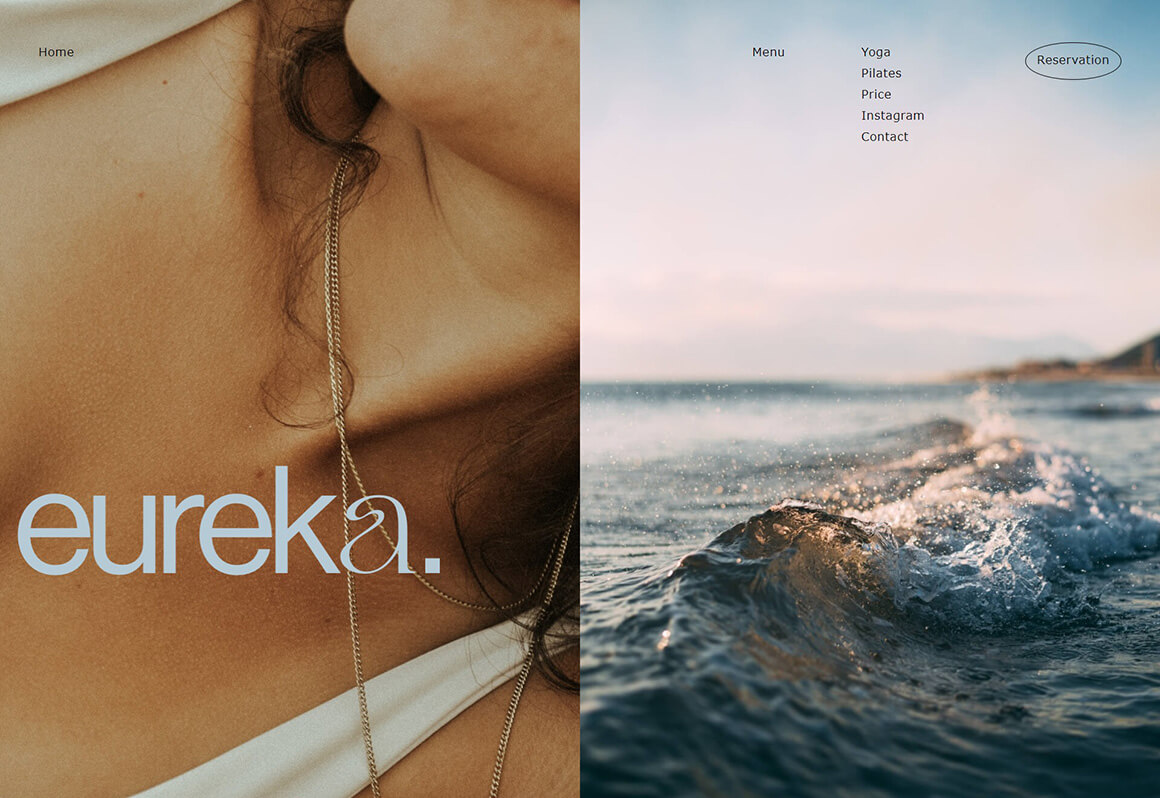 Home
Menu
Yoga
Pilates
Price
Instagram
Contact
Reservation
eureka.